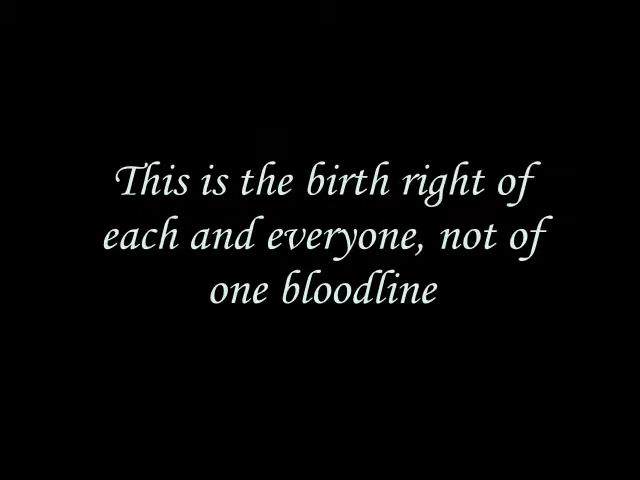 This is the birth right of
each and everyone, not of
one bloodline